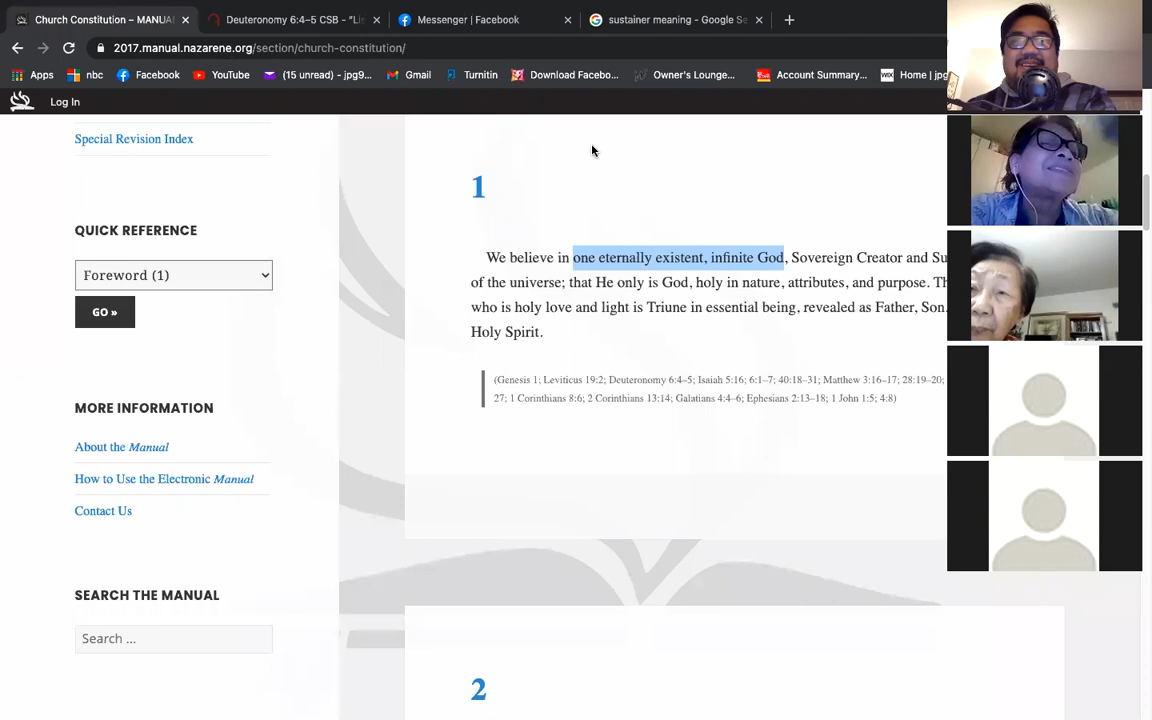 Church Constitution – MANUA
Deuteronomy 6:4–5 CSB - "Li
Messenger | Facebook
sustainer meaning - Google Se
2017.manual.nazarene.org/section/church-constitution/
Apps
nbc
Facebook
YouTube
(15 unread) - jpg9...
Gmail
Turnitin
Download Facebo...
Owner's Lounge...
Account Summary...
WIX
Home | jpg
Log In
Special Revision Index
QUICK REFERENCE
Foreword (1)
GO »
MORE INFORMATION
About the Manual
How to Use the Electronic Manual
Contact Us
SEARCH THE MANUAL
Search ...
1
We believe in one eternally existent, infinite God, Sovereign Creator and Su
of the universe; that He only is God, holy in nature, attributes, and purpose. Th
who is holy love and light is Triune in essential being, revealed as Father, Son,
Holy Spirit.
(Genesis 1; Leviticus 19:2; Deuteronomy 6:4–5; Isaiah 5:16; 6:1–7; 40:18–31; Matthew 3:16–17; 28:19–20;
27; 1 Corinthians 8:6; 2 Corinthians 13:14; Galatians 4:4–6; Ephesians 2:13–18; 1 John 1:5; 4:8)
2